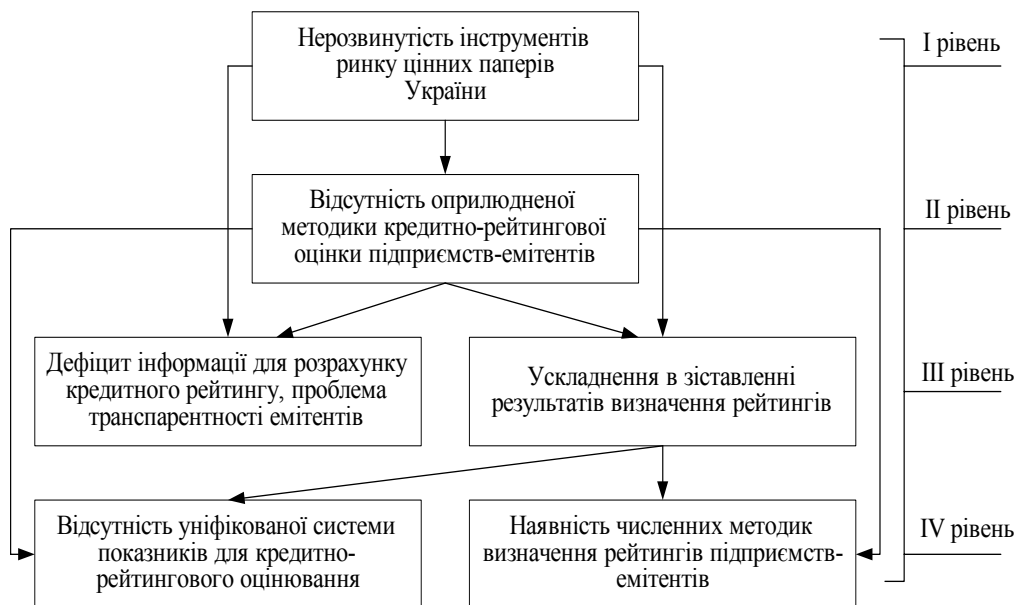 Нерозвинутість інструментів
ринку цінних паперів
України
I рівень
Відсутність оприлюдненої
методики кредитно-рейтингової
оцінки підприємств-емітентів
II рівень
Дефіцит інформації для розрахунку
кредитного рейтингу, проблема
транспарентності емітентів
Ускладнення в зіставленні
результатів визначення рейтингів
III рівень
Відсутність уніфікованої системи
показників для кредитно-
рейтингового оцінювання
Наявність численних методик
визначення рейтингів підприємств-
емітентів
IV рівень